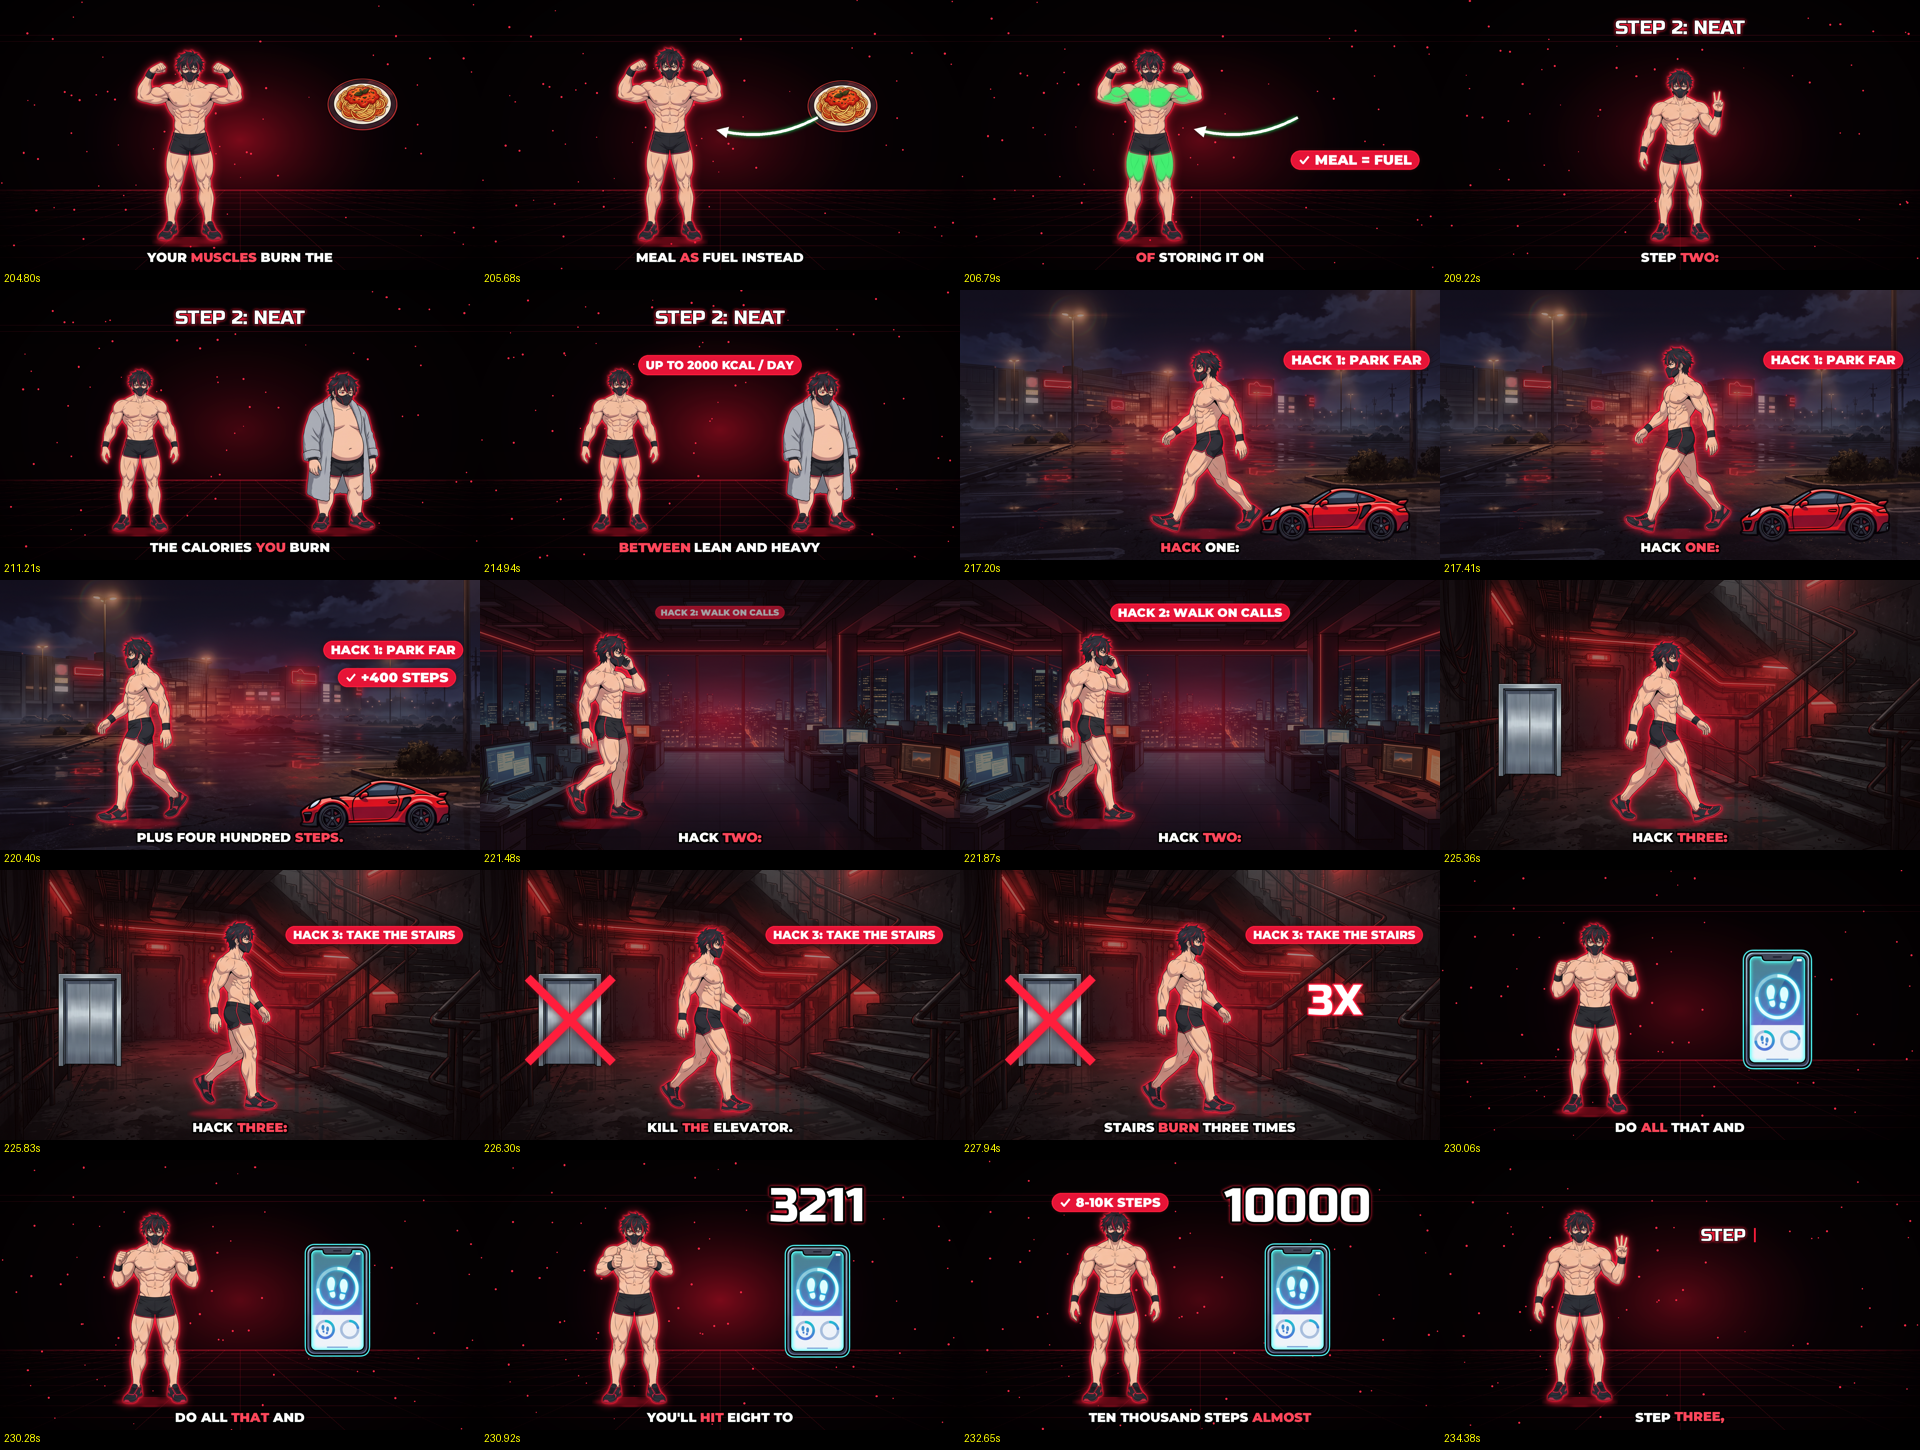 YOUR MUSCLES BURN THE
204.80s
MEAL AS FUEL INSTEAD
205.68s
✓ MEAL = FUEL
OF STORING IT ON
206.79s
STEP 2: NEAT
STEP TWO:
209.22s
STEP 2: NEAT
THE CALORIES YOU BURN
211.21s
STEP 2: NEAT
UP TO 2000 KCAL / DAY
BETWEEN LEAN AND HEAVY
214.94s
HACK 1: PARK FAR
HACK ONE:
217.20s
HACK 1: PARK FAR
HACK ONE:
217.41s
HACK 1: PARK FAR
✓ +400 STEPS
PLUS FOUR HUNDRED STEPS.
220.40s
HACK 2: WALK ON CALLS
HACK TWO:
221.48s
HACK 2: WALK ON CALLS
HACK TWO:
221.87s
HACK THREE:
225.36s
HACK 3: TAKE THE STAIRS
HACK THREE:
225.83s
HACK 3: TAKE THE STAIRS
KILL THE ELEVATOR.
226.30s
HACK 3: TAKE THE STAIRS
3X
STAIRS BURN THREE TIMES
227.94s
DO ALL THAT AND
230.06s
DO ALL THAT AND
230.28s
3211
YOU'LL HIT EIGHT TO
230.92s
✓ 8-10K STEPS
10000
TEN THOUSAND STEPS ALMOST
232.65s
STEP
STEP THREE,
234.38s